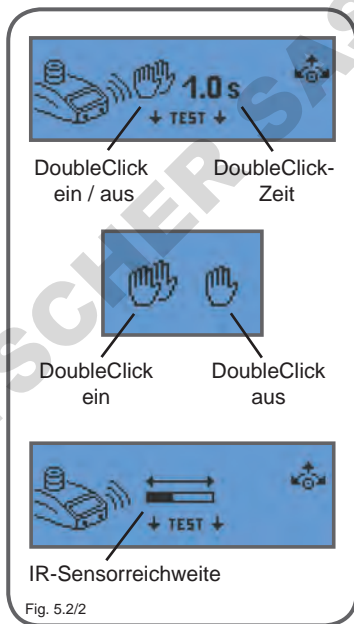 1.0 s
↓ TEST ↓
DoubleClick
ein / aus
DoubleClick-
Zeit
DoubleClick
ein
DoubleClick
aus
↓ TEST ↓
IR-Sensorreichweite
Fig. 5.2/2